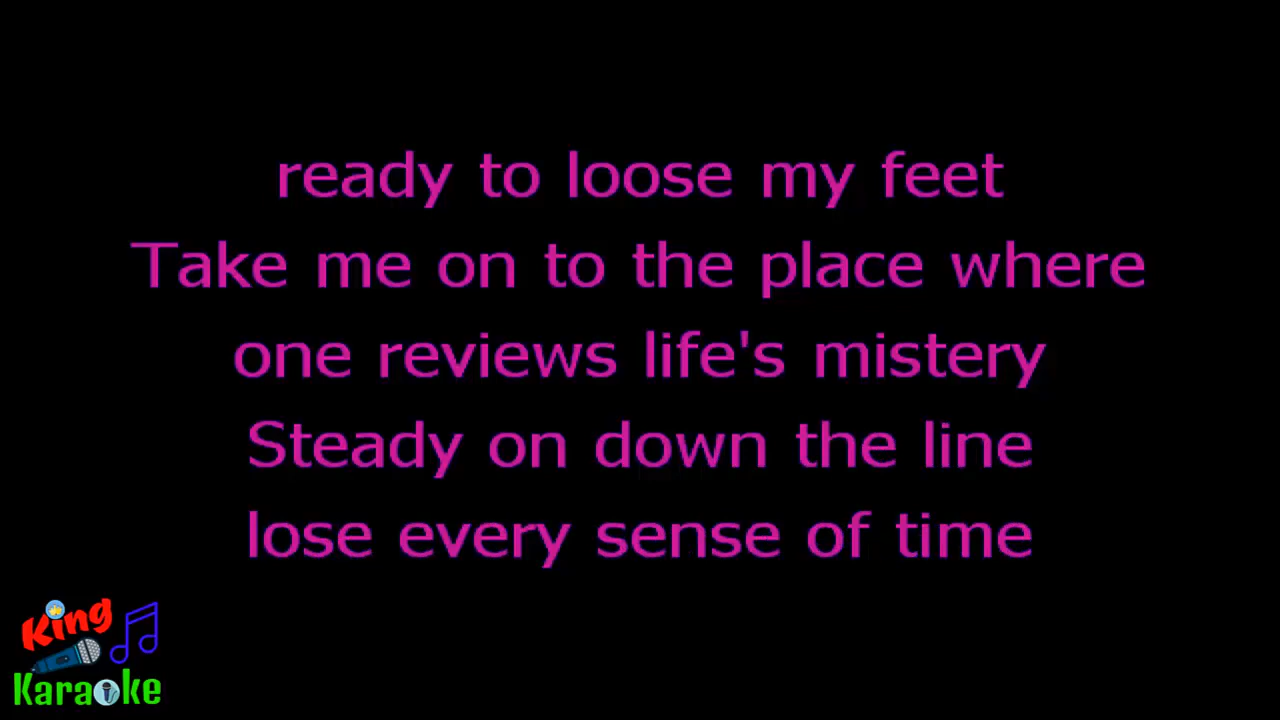 ready to loose my feet
Take me on to the place where
one reviews life's mistery
Steady on down the line
lose every sense of time
King
Karaoke